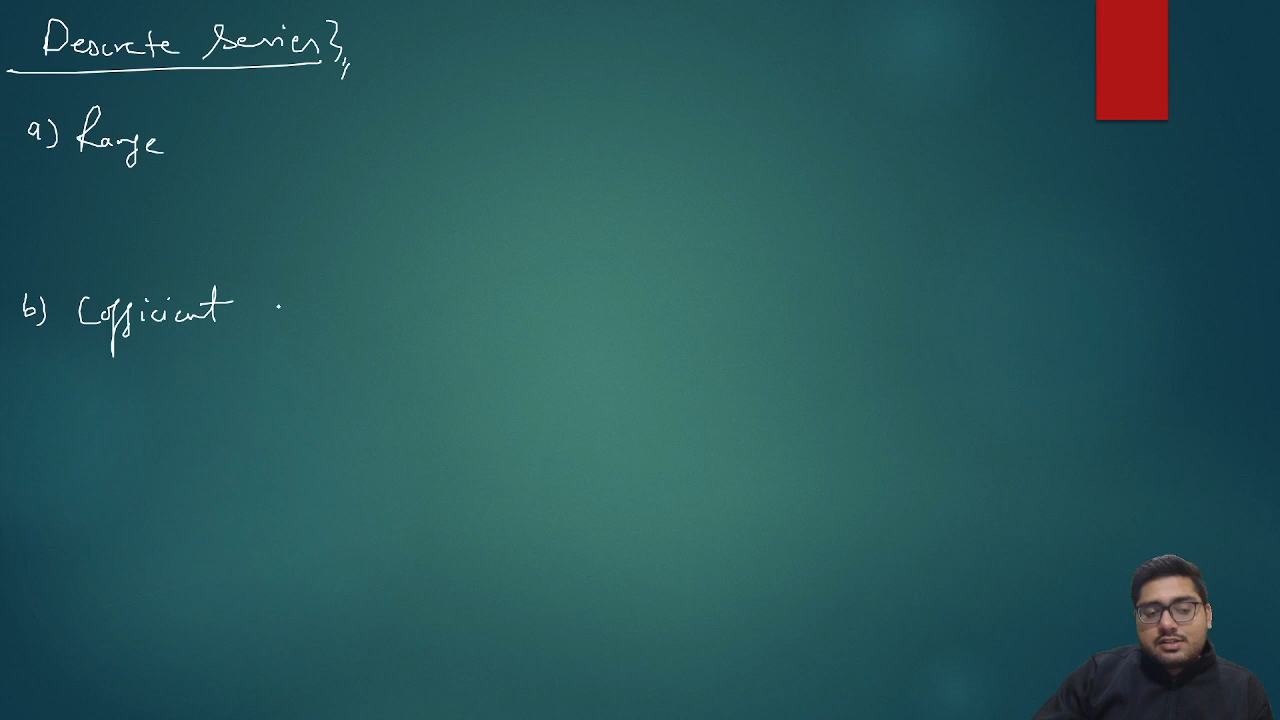 Descrete Series },,
a) Range
b) Cofficient